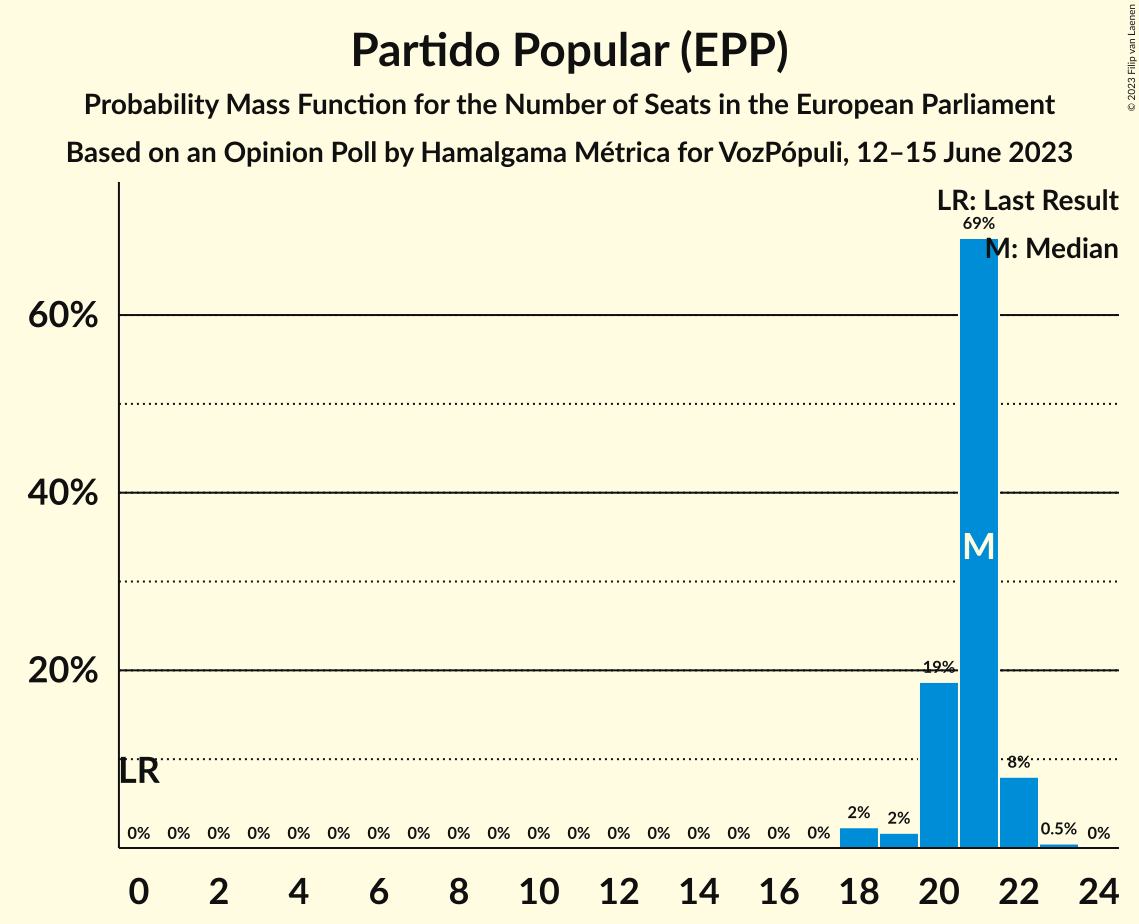 Partido Popular (EPP)
Probability Mass Function for the Number of Seats in the European Parliament
Based on an Opinion Poll by Hamalgama Métrica for VozPópuli, 12–15 June 2023
© 2023 Filip van Laenen
LR: Last Result
M: Median
69%
60%
40%
M
20%
19%
LR
8%
0% 0% 0% 0% 0% 0% 0% 0% 0% 0% 0% 0% 0% 0% 0% 0% 0% 0% 2% 2% 0.5% 0%
0 2 4 6 8 10 12 14 16 18 20 22 24